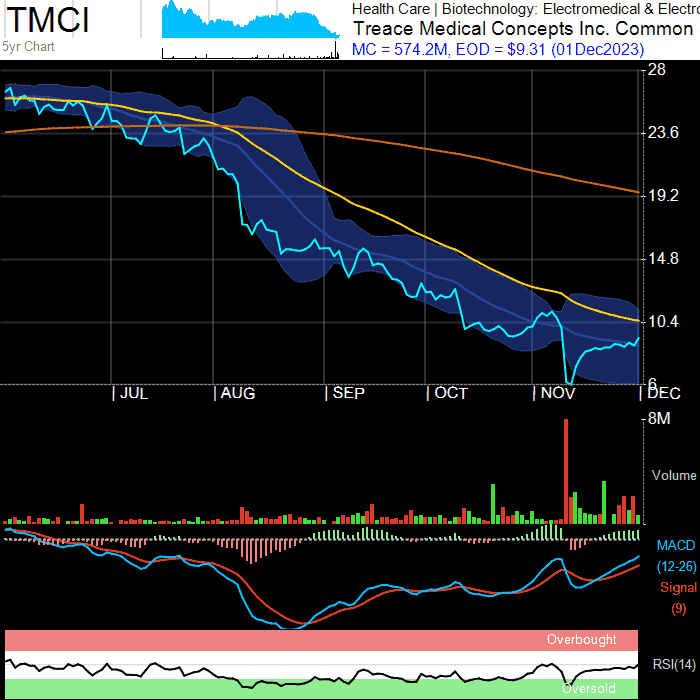 TMCI
5yr Chart
Health Care | Biotechnology: Electromedical & Electro
Treace Medical Concepts Inc. Common
MC = 574.2M, EOD = $9.31 (01Dec2023)
28
23.6
19.2
14.8
10.4
6
JUL
AUG
SEP
OCT
NOV
DEC
8M
Volume
MACD
(12-26)
Signal
(9)
Overbought
RSI(14)
Oversold